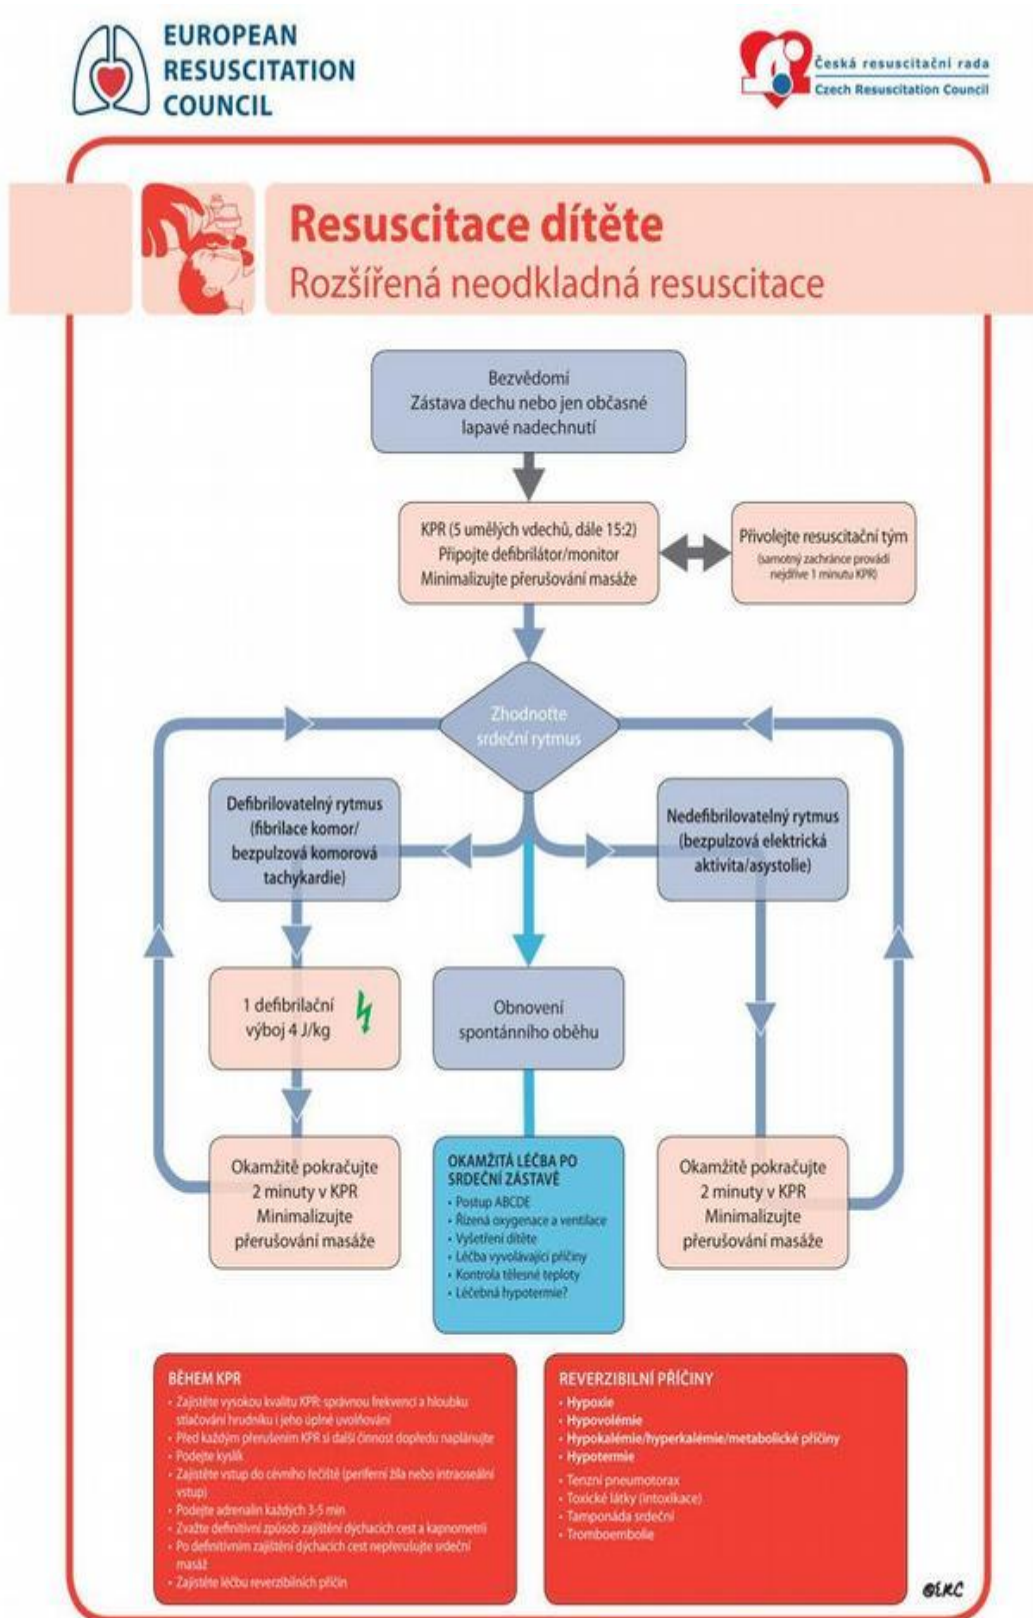 EUROPEAN
RESUSCITATION
COUNCIL
Česká resuscitační rada
Czech Resuscitation Council
Resuscitace dítěte
Rozšířená neodkladná resuscitace
Bezvědomí
Zástava dechu nebo jen občasné
lapavé nadechnutí
KPR (5 umělých vdechů, dále 15:2)
Připojte defibrilátor/monitor
Minimalizujte přerušování masáže
Přivolejte resuscitační tým
(samotný zachránce provádí
nejdříve 1 minutu KPR)
Zhodnoťte
srdeční rytmus
Defibrilovatelný rytmus
(fibrilace komor/
bezpulzová komorová
tachykardie)
Nedefibrilovatelný rytmus
(bezpulzová elektrická
aktivita/asystolie)
1 defibrilační
výboj 4 J/kg
Obnovení
spontánního oběhu
Okamžitě pokračujte
2 minuty v KPR
Minimalizujte
přerušování masáže
OKAMŽITÁ LÉČBA PO
SRDEČNÍ ZÁSTAVĚ
• Postup ABCDE
• Řízená oxygenace a ventilace
• Vyšetření dítěte
• Léčba vyvolávající příčiny
• Kontrola tělesné teploty
• Léčebná hypotermie?
Okamžitě pokračujte
2 minuty v KPR
Minimalizujte
přerušování masáže
BĚHEM KPR
• Zajistěte vysokou kvalitu KPR: správnou frekvenci a hloubku
stlačování hrudníku i jeho úplné uvolňování
• Před každým přerušením KPR si další činnost dopředu naplánujte
• Podejte kyslík
• Zajistěte vstup do cévního řečiště (periferní žíla nebo intraoseální
vstup)
• Podejte adrenalin každých 3-5 min
• Zvažte definitivní způsob zajištění dýchacích cest a kapnometrii
• Po definitivním zajištění dýchacích cest nepřerušujte srdeční
masáž
• Zajistěte léčbu reverzibilních příčin
REVERZIBILNÍ PŘÍČINY
• Hypoxie
• Hypovolémie
• Hypokalémie/hyperkalémie/metabolické příčiny
• Hypotermie
• Tenzní pneumotorax
• Toxické látky (intoxikace)
• Tamponáda srdeční
• Tromboembolie
@ERC